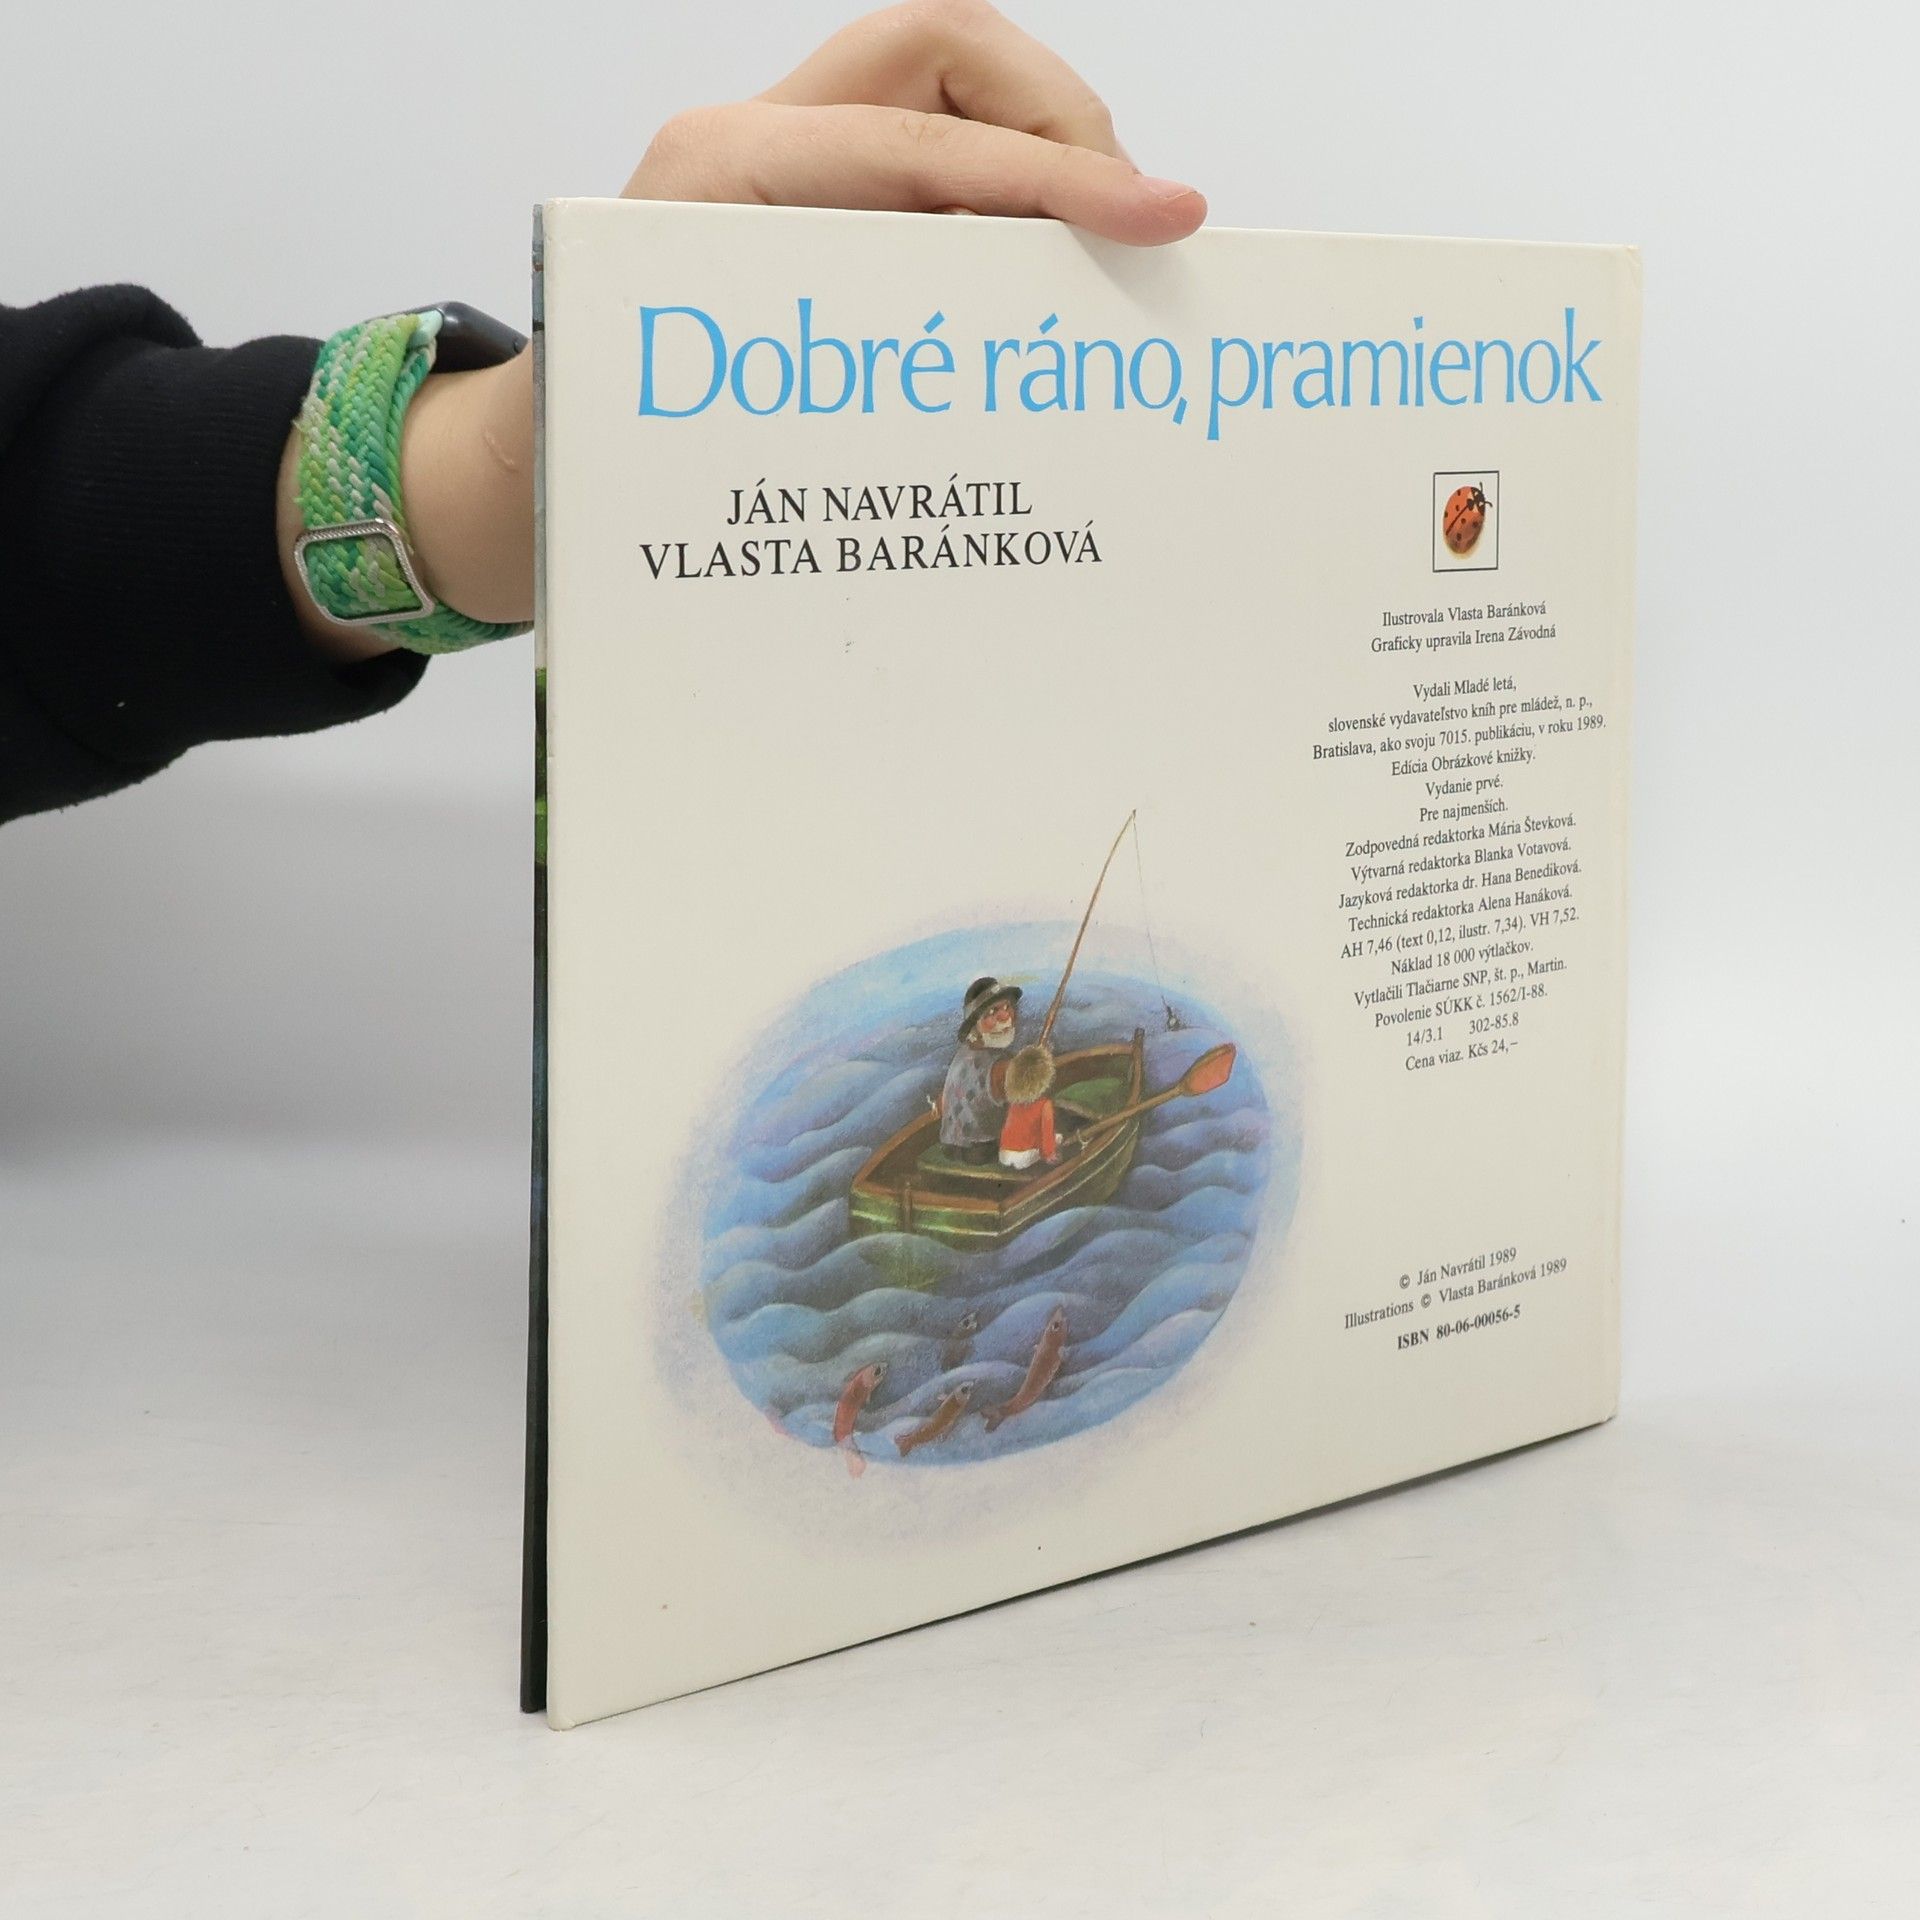 Dobré ráno, pramienok
JÁN NAVRÁTIL
VLASTA BARÁNKOVÁ
Ilustrovala Vlasta Baránková
Graficky upravila Irena Závodná
Vydali Mladé letá,
slovenské vydavateľstvo kníh pre mládež, n. p.,
Bratislava, ako svoju 7015. publikáciu, v roku 1989.
Edícia Obrázkové knižky.
Vydanie prvé.
Pre najmenších.
Zodpovedná redaktorka Mária Števková.
Výtvarná redaktorka Blanka Votavová.
Jazyková redaktorka dr. Hana Benediková.
Technická redaktorka Alena Hanáková.
AH 7,46 (text 0,12, ilustr. 7,34). VH 7,52.
Náklad 18 000 výtlačkov.
Vytlačili Tlačiarne SNP, št. p., Martin.
Povolenie SÚKK č. 1562/I-88.
14/3.1 302-85.8
Cena viaz. Kčs 24,–
© Ján Navrátil 1989
Illustrations © Vlasta Baránková 1989
ISBN 80-06-00056-5